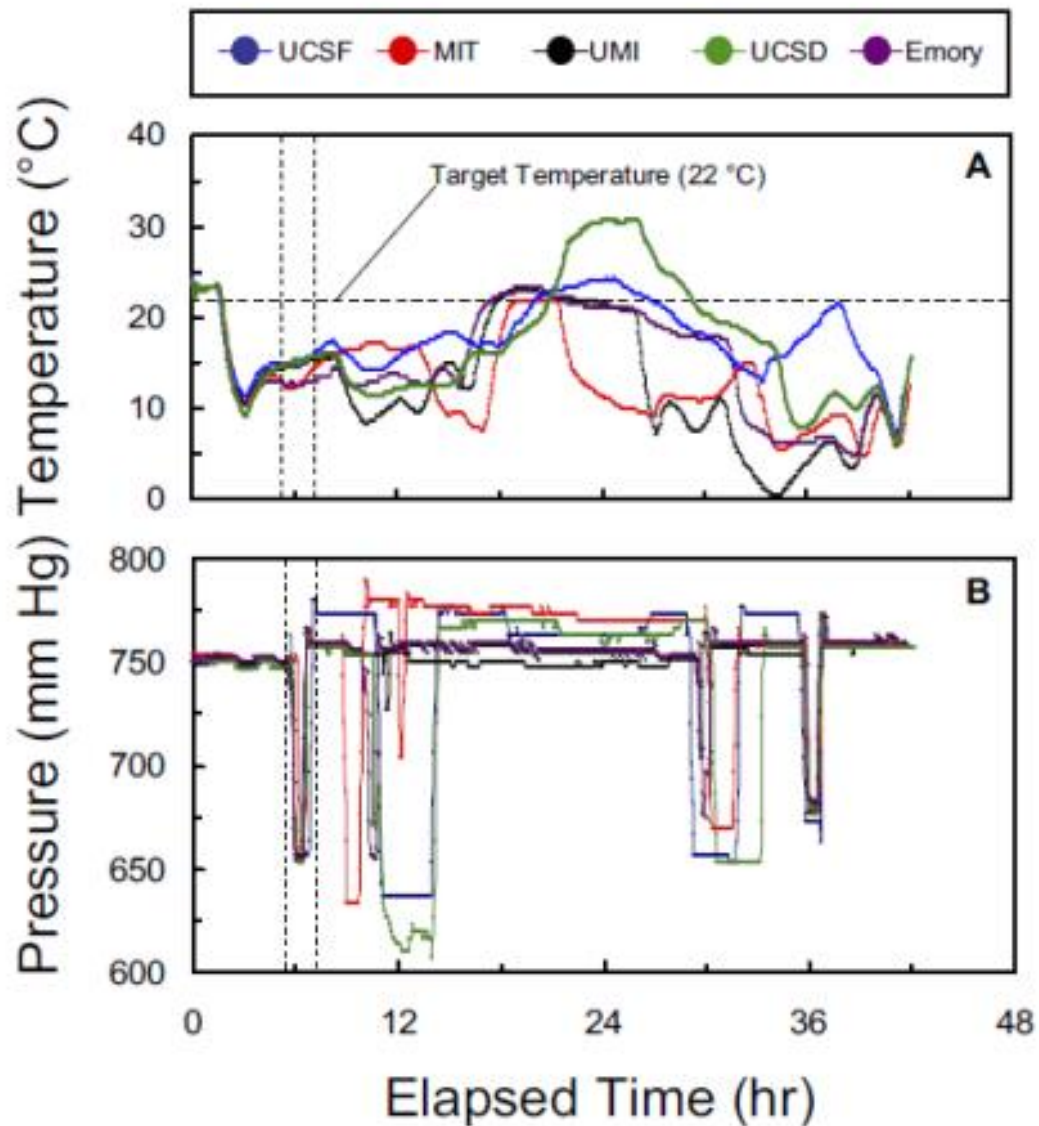 UCSF MIT UMI UCSD Emory
Temperature (°C)
40
30
20
10
0
A
Target Temperature (22 °C)
Pressure (mm Hg)
800
750
700
650
600
B
0 12 24 36 48
Elapsed Time (hr)